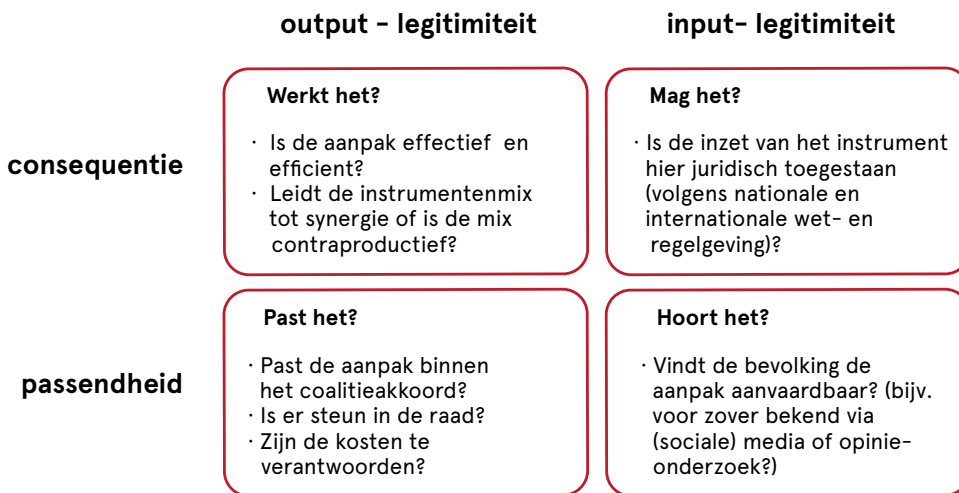 output - legitimiteit
input- legitimiteit
consequentie
Werkt het?
· Is de aanpak effectief en
efficient?
· Leidt de instrumentenmix
tot synergie of is de mix
contraproductief?
Mag het?
· Is de inzet van het instrument
hier juridisch toegestaan
(volgens nationale en
internationale wet- en
regelgeving)?
passendheid
Past het?
· Past de aanpak binnen
het coalitieakkoord?
· Is er steun in de raad?
· Zijn de kosten te
verantwoorden?
Hoort het?
· Vindt de bevolking de
aanpak aanvaardbaar? (bijv.
voor zover bekend via
(sociale) media of opinie-
onderzoek?)